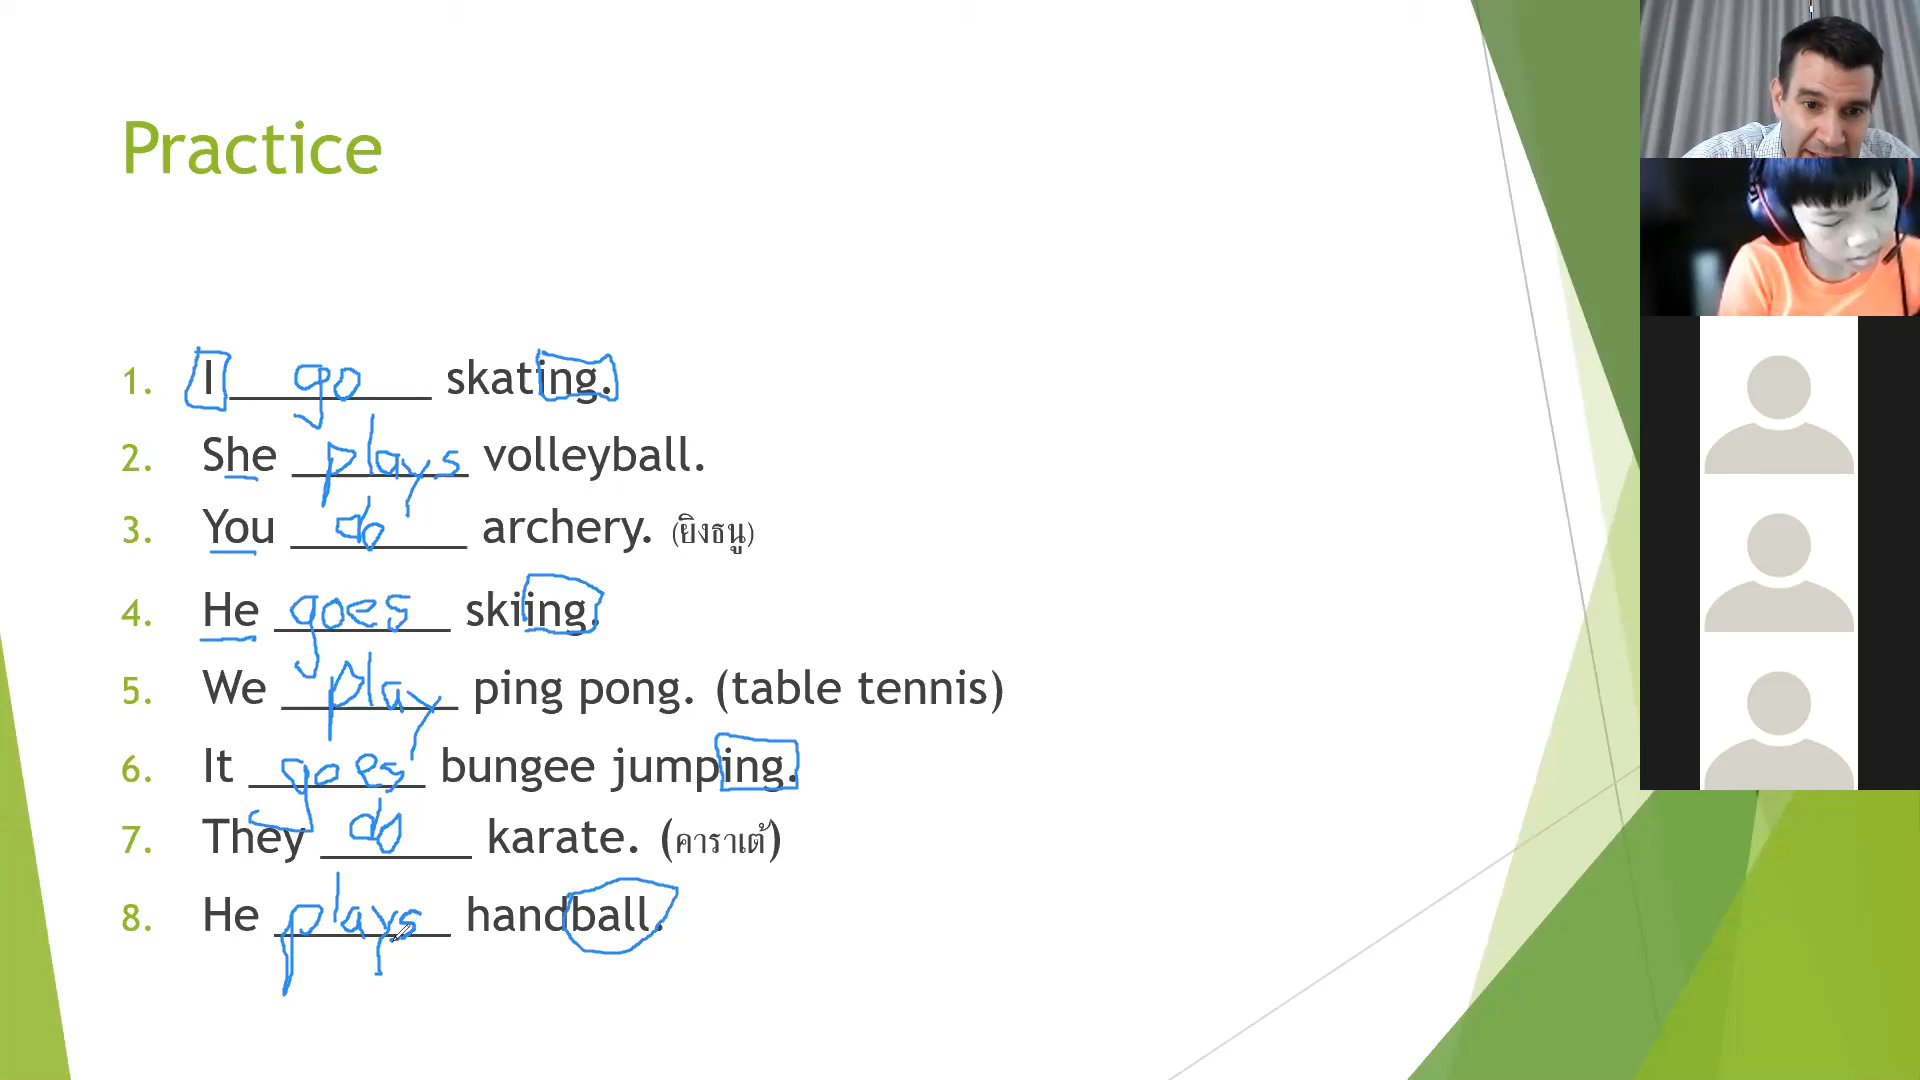 Practice
1. I go skating.
2. She plays volleyball.
3. You do archery. (ยิงธนู)
4. He goes skiing.
5. We play ping pong. (table tennis)
6. It goes bungee jumping.
7. They do karate. (คาราเต้)
8. He plays handball.